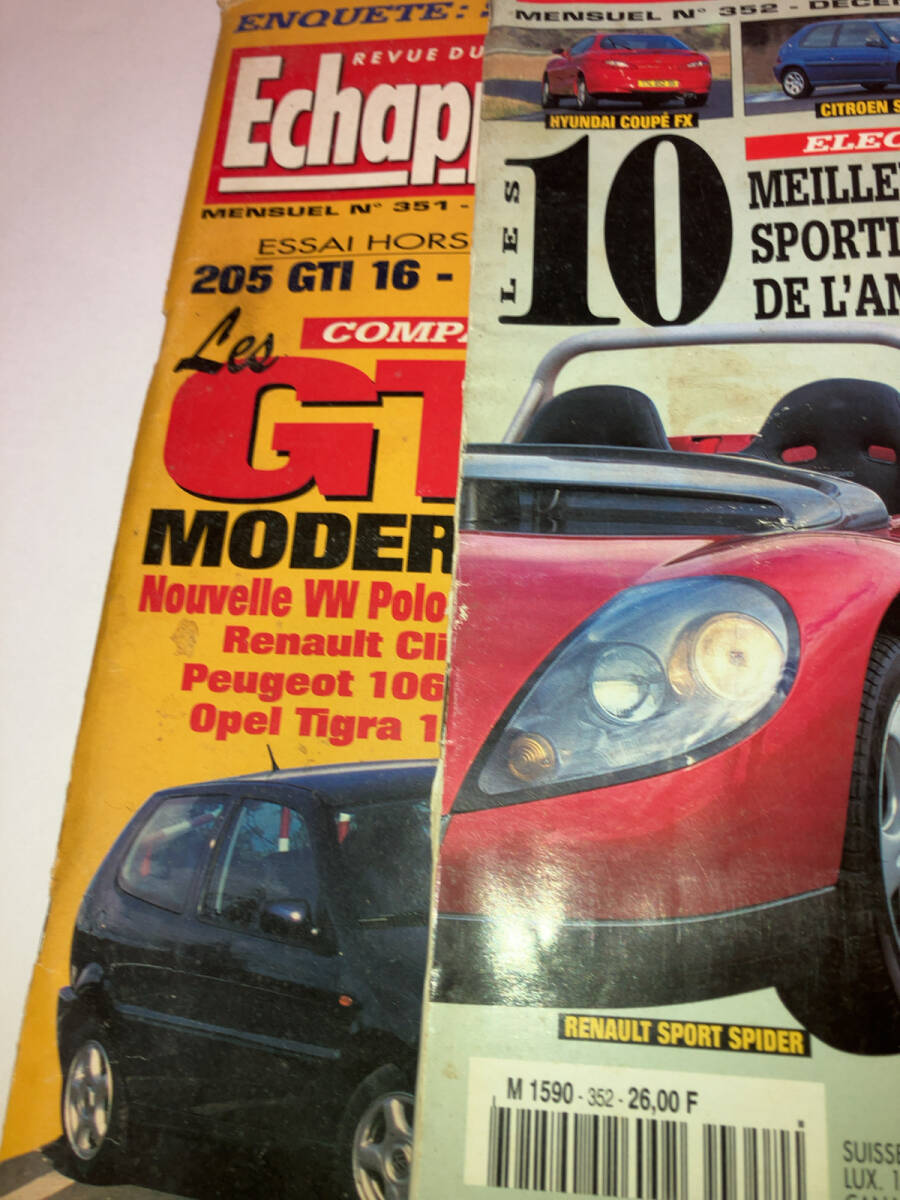 ENQUETE:
REVUE DU
Echap
MENSUEL N° 351 -
ESSAI HORS
205 GTI 16 -
Les
COMPA
GT
MODER
Nouvelle VW Polo
Renault Cli
Peugeot 106
Opel Tigra 1
MENSUEL N° 352 - DECE
HYUNDAI COUPÉ FX
CITROEN S
ELEC
LES
10
MEILLE
SPORTI
DE L'AN
RENAULT SPORT SPIDER
M 1590 - 352 - 26,00 F
SUISSE
LUX. 1